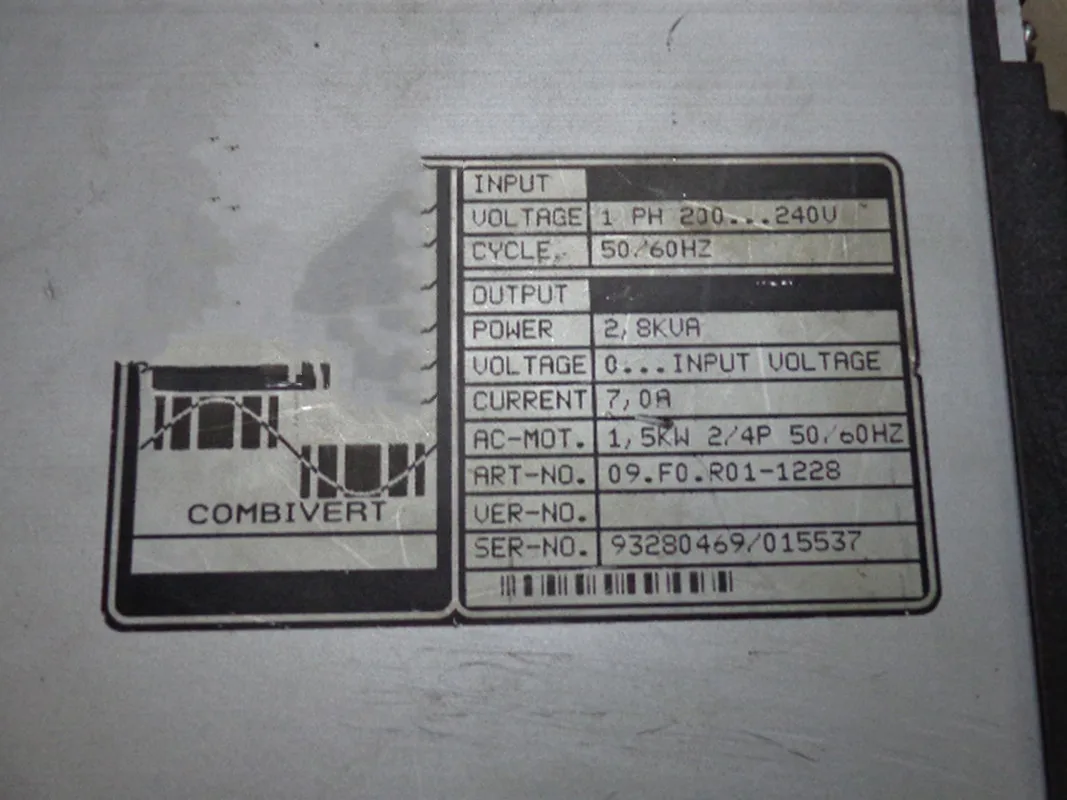 INPUT
VOLTAGE 1 PH 200...240V
CYCLE 50/60HZ
OUTPUT
POWER 2,8KVA
VOLTAGE 0...INPUT VOLTAGE
CURRENT 7,0A
AC-MOT. 1,5KW 2/4P 50/60HZ
ART-NO. 09.F0.R01-1228
VER-NO.
SER-NO. 93280469/015537
COMBIVERT